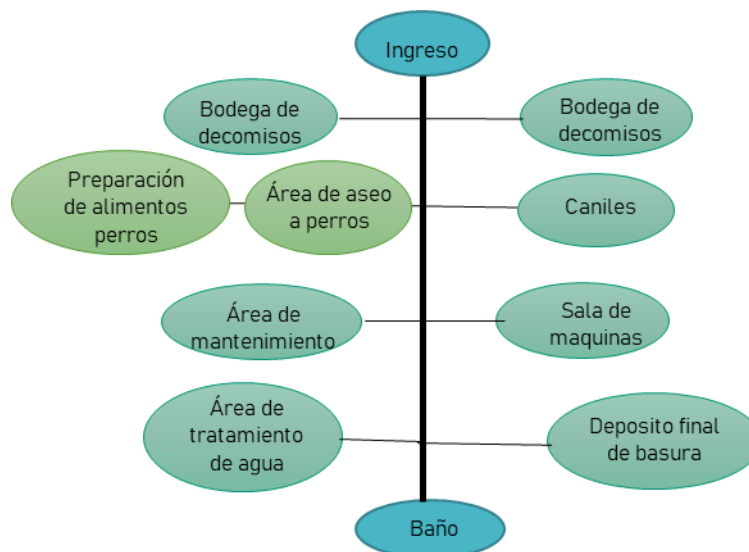 Ingreso
Bodega de
decomisos
Bodega de
decomisos
Preparación
de alimentos
perros
Área de aseo
a perros
Caniles
Área de
mantenimiento
Sala de
maquinas
Área de
tratamiento
de agua
Deposito final
de basura
Baño